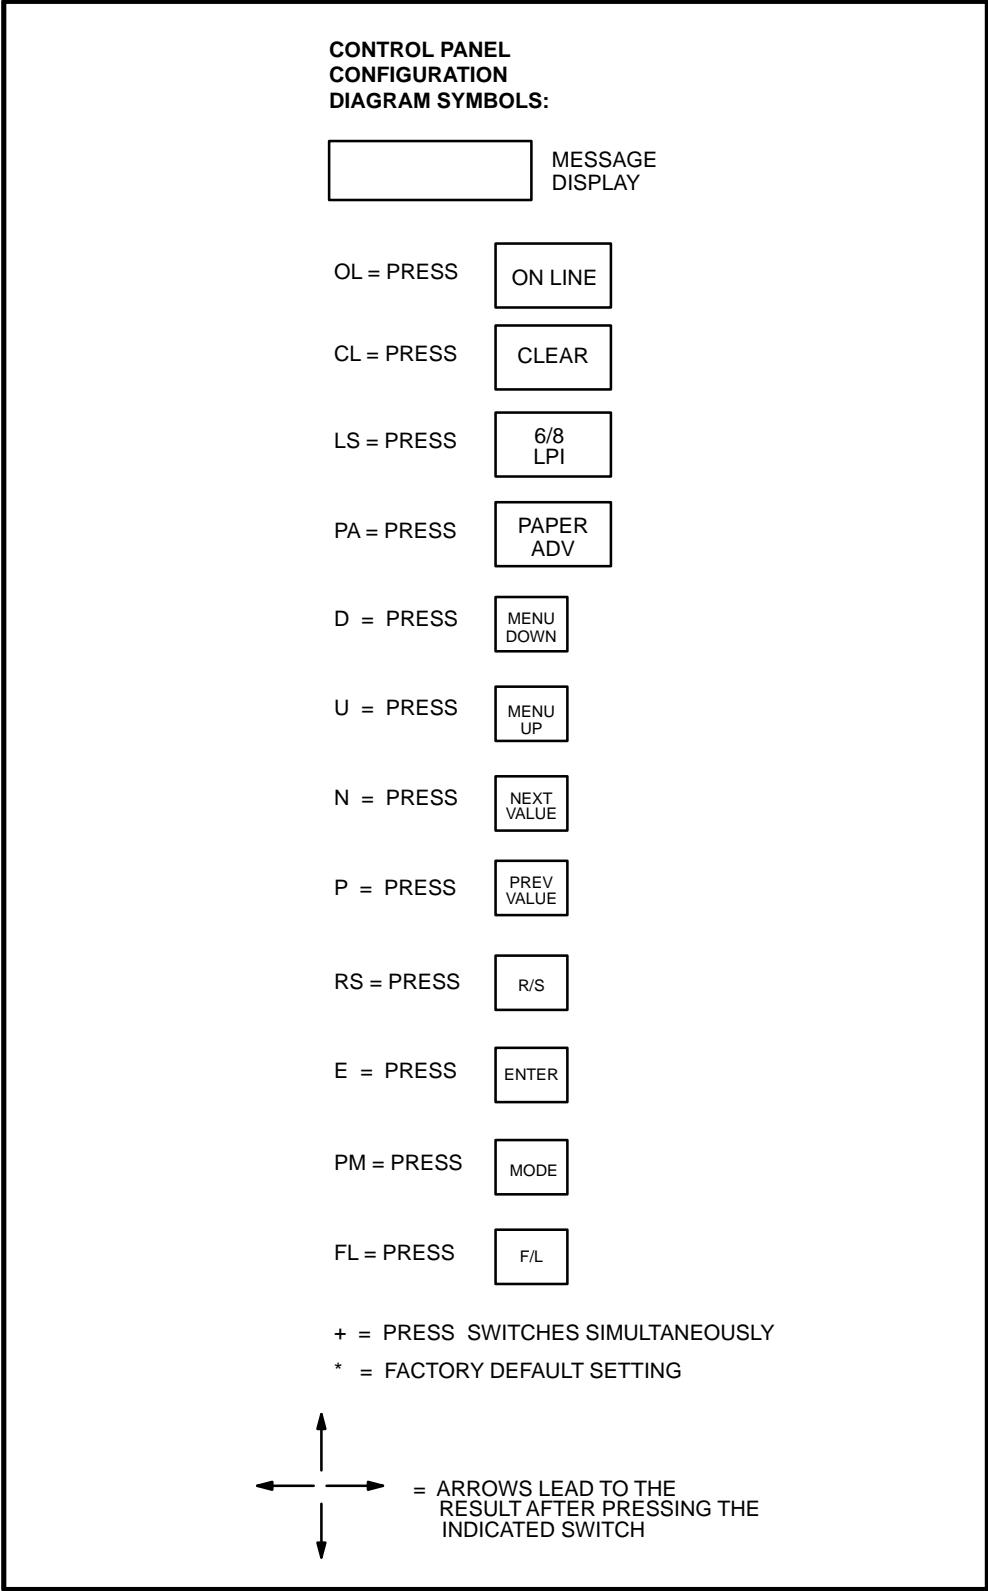 CONTROL PANEL
CONFIGURATION
DIAGRAM SYMBOLS:
MESSAGE
DISPLAY
OL = PRESS
ON LINE
CL = PRESS
CLEAR
LS = PRESS
6/8
LPI
PA = PRESS
PAPER
ADV
D = PRESS
MENU
DOWN
U = PRESS
MENU
UP
N = PRESS
NEXT
VALUE
P = PRESS
PREV
VALUE
RS = PRESS
R/S
E = PRESS
ENTER
PM = PRESS
MODE
FL = PRESS
F/L
+ = PRESS SWITCHES SIMULTANEOUSLY
* = FACTORY DEFAULT SETTING
= ARROWS LEAD TO THE
RESULT AFTER PRESSING THE
INDICATED SWITCH